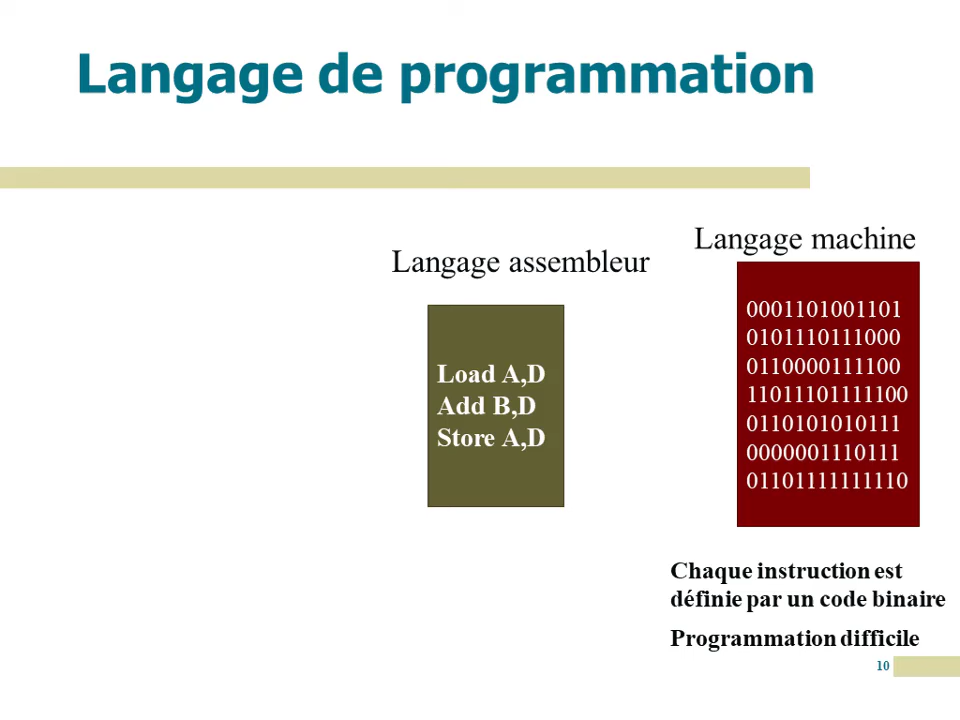 Langage de programmation
Langage assembleur
Load A,D
Add B,D
Store A,D
Langage machine
0001101001101
0101110111000
0110000111100
11011101111100
0110101010111
0000001110111
01101111111110
Chaque instruction est
définie par un code binaire
Programmation difficile
10